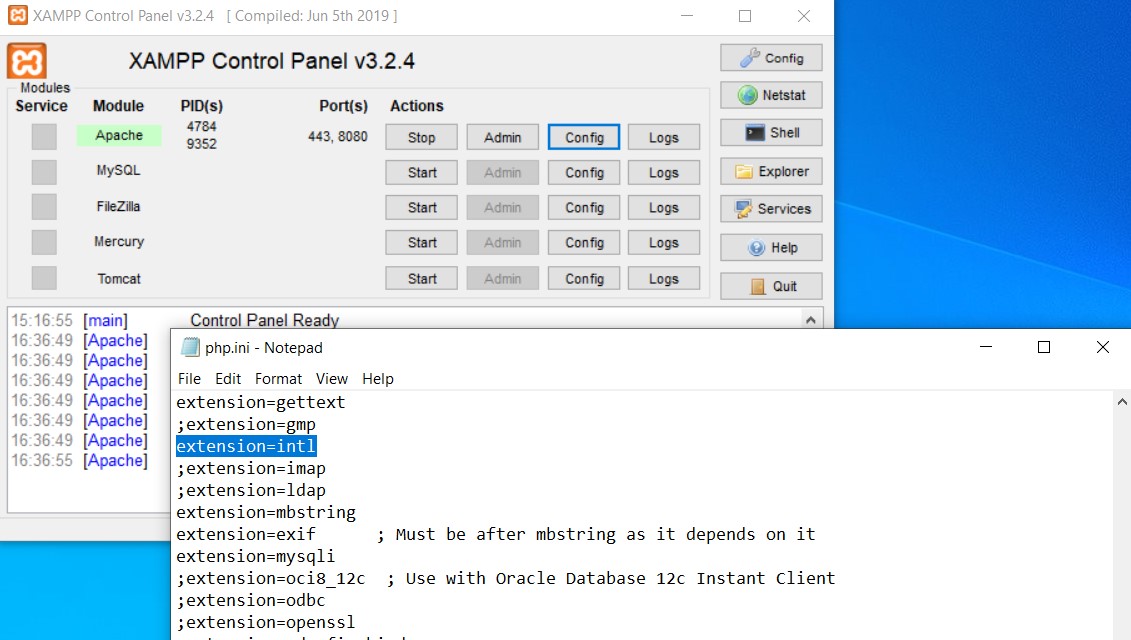 XAMPP Control Panel v3.2.4 [ Compiled: Jun 5th 2019 ]
XAMPP Control Panel v3.2.4
Config
Modules
Service Module PID(s) Port(s) Actions
Netstat
Apache 4784 9352 443, 8080 Stop Admin Config Logs
Shell
MySQL Start Admin Config Logs
Explorer
FileZilla Start Admin Config Logs
Services
Mercury Start Admin Config Logs
Help
Tomcat Start Admin Config Logs
Quit
15:16:55 [main] Control Panel Ready
16:36:49 [Apache]
16:36:49 [Apache]
16:36:49 [Apache]
16:36:49 [Apache]
16:36:49 [Apache]
16:36:49 [Apache]
16:36:55 [Apache]
php.ini - Notepad
File Edit Format View Help
extension=gettext
;extension=gmp
extension=intl
;extension=imap
;extension=ldap
extension=mbstring
extension=exif ; Must be after mbstring as it depends on it
extension=mysqli
;extension=oci8_12c ; Use with Oracle Database 12c Instant Client
;extension=odbc
;extension=openssl